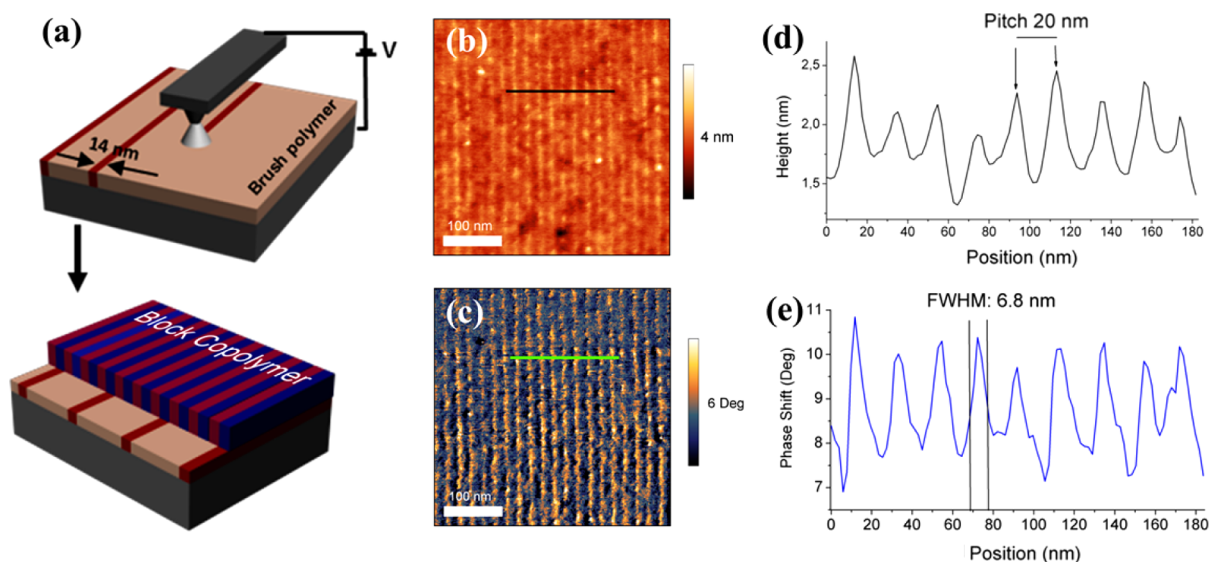 (a)
V
14 nm
Brush polymer
Block Copolymer
(b)
100 nm
4 nm
(c)
100 nm
6 Deg
(d)
Pitch 20 nm
2.5
2.0
1.5
Height (nm)
0 20 40 60 80 100 120 140 160 180
Position (nm)
(e)
FWHM: 6.8 nm
11
10
9
8
7
Phase Shift (Deg)
0 20 40 60 80 100 120 140 160 180
Position (nm)